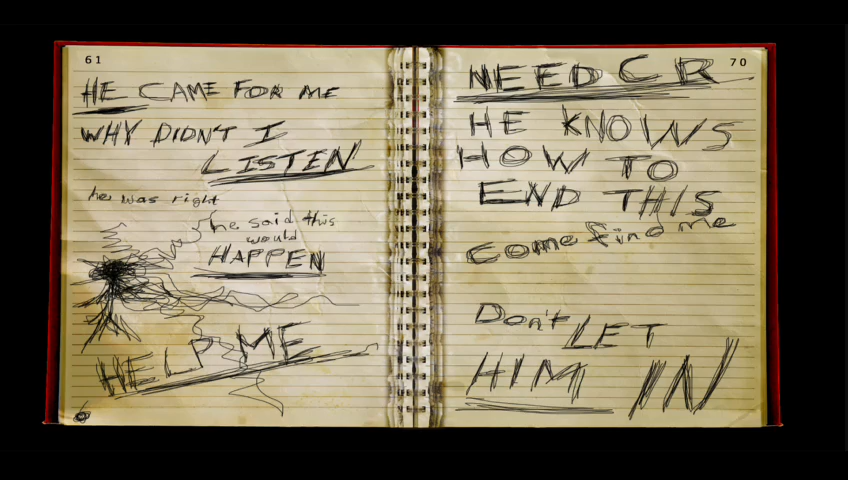 61
HE CAME FOR ME
WHY DIDN'T I
LISTEN
he was right
he said this
would
HAPPEN
HELP ME
70
NEED CR
HE KNOWS
HOW TO
END THIS
come find me
Don't LET
HIM IN